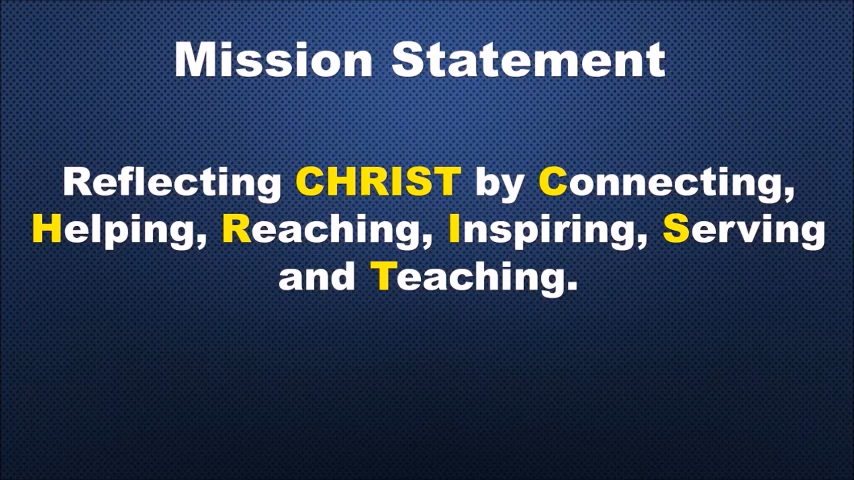 Mission Statement
Reflecting CHRIST by Connecting,
Helping, Reaching, Inspiring, Serving
and Teaching.